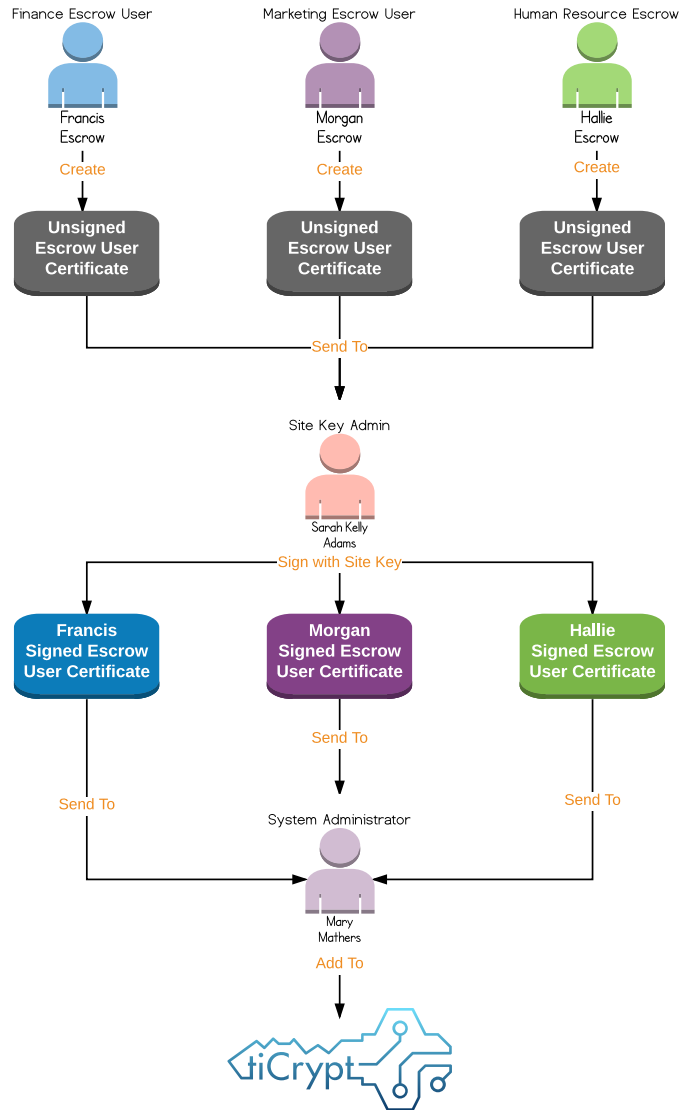 Finance Escrow User
Marketing Escrow User
Human Resource Escrow
Francis
Escrow
Morgan
Escrow
Hallie
Escrow
Create
Create
Create
Unsigned
Escrow User
Certificate
Unsigned
Escrow User
Certificate
Unsigned
Escrow User
Certificate
Send To
Site Key Admin
Sarah Kelly
Adams
Sign with Site Key
Francis
Signed Escrow
User Certificate
Morgan
Signed Escrow
User Certificate
Hallie
Signed Escrow
User Certificate
Send To
Send To
Send To
System Administrator
Mary
Mathers
Add To
tiCrypt